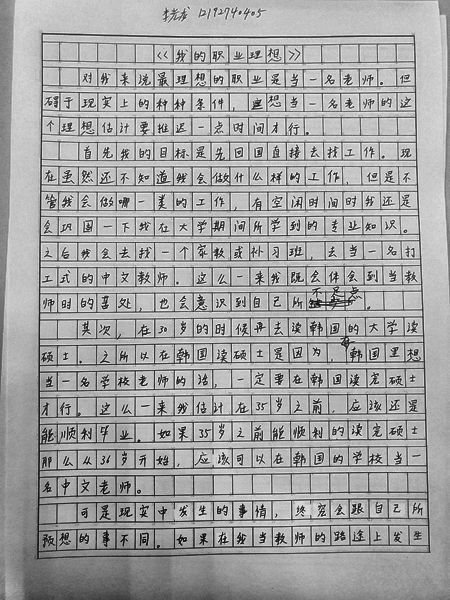 12192740405
《我的职业理想》
对我来说最理想的职业是当一名老师。但
碍于现实上的种种条件，想当一名老师的这
个理想估计要推迟一点时间才行。
首先我的目标是先回国直接去找工作。现
在虽然还不知道我会做什么样的工作，但是不
管我会做哪一类的工作，有空闲时间时我还是
会巩固一下我在大学期间所学到的专业知识。
之后我会去找一个家教或补习班，去当一名打
工式的中文教师。这么一来我既会体会到当教
师时的苦处，也会意识到自己所不足点。
其次，在30岁的时候再去读韩国的大学读
硕士。之所以在韩国读硕士是因为，在韩国里想
当一名学校老师的话，一定要在韩国读完硕士
才行。这么一来我估计在35岁之前，应该还是
能顺利毕业。如果35岁之前能顺利的读完硕士
那么从36岁开始，应该可以在韩国的学校当一
名中文老师。
可是现实中发生的事情，终究会跟自己所
预想的事不同。如果在我当教师的路途上发生